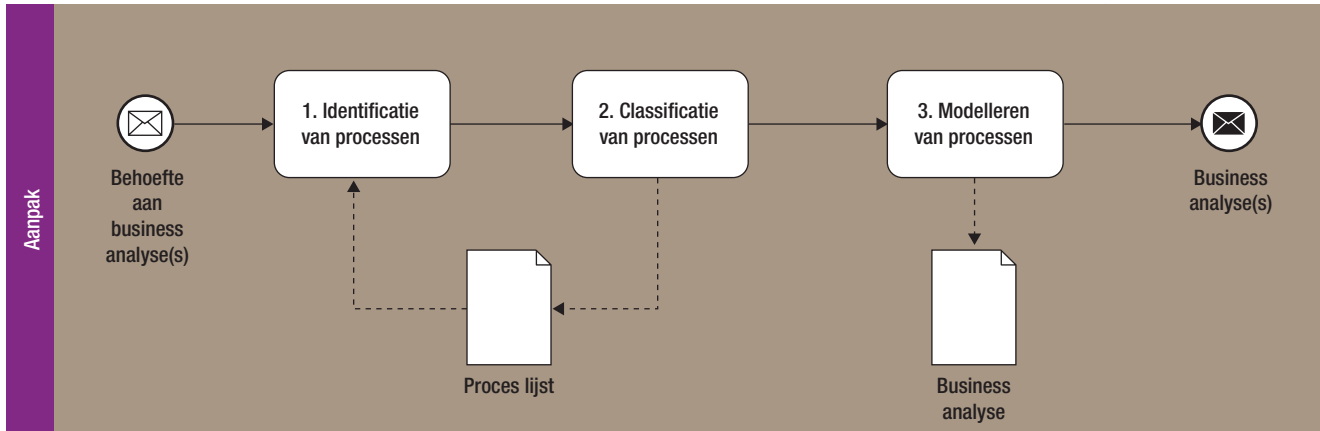 Aanpak
Behoefte
aan
business
analyse(s)
1. Identificatie
van processen
2. Classificatie
van processen
3. Modelleren
van processen
Business
analyse(s)
Proces lijst
Business
analyse